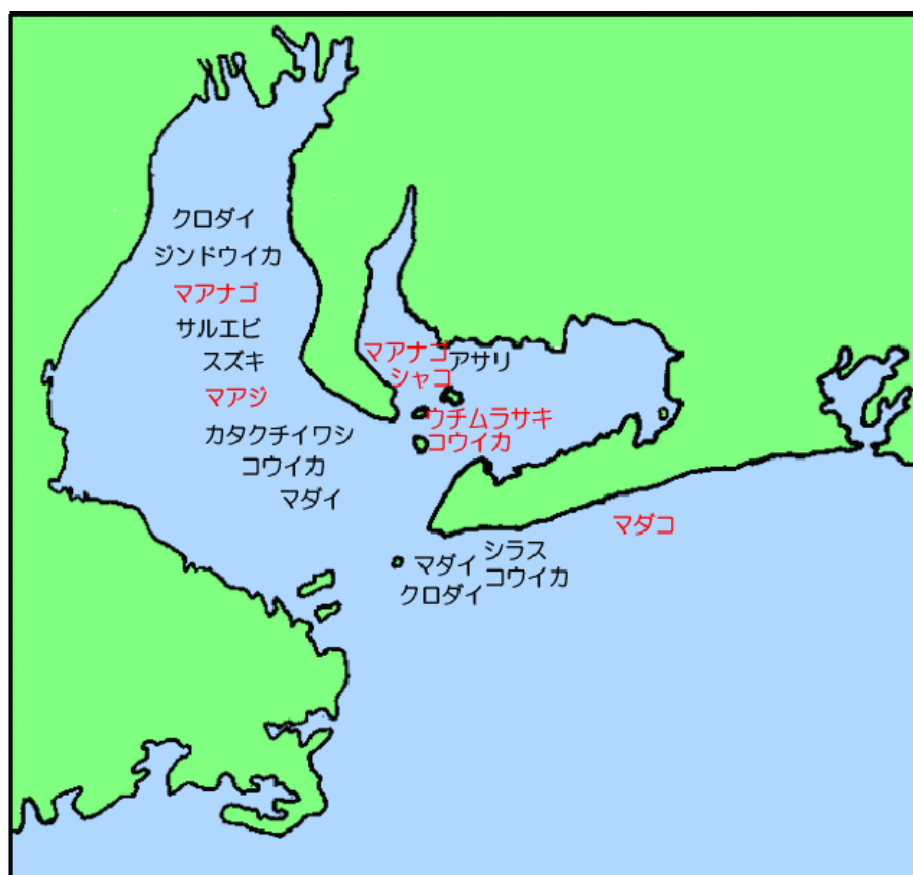 クロダイ
ジンドウイカ
マアナゴ
サルエビ
スズキ
マアジ
カタクチイワシ
コウイカ
マダイ
マアナゴ
シャコ
アサリ
ウチムラサキ
コウイカ
マダコ
マダイ
クロダイ
シラス
コウイカ